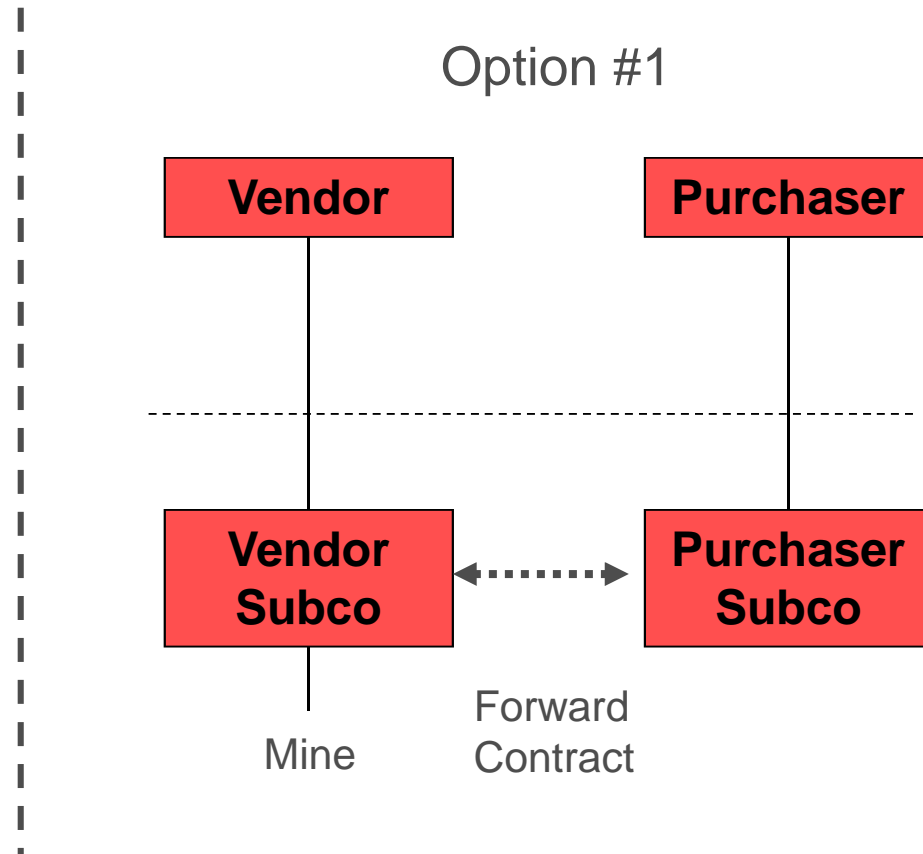 Option #1
Vendor
Purchaser
Vendor
Subco
Purchaser
Subco
Mine
Forward
Contract